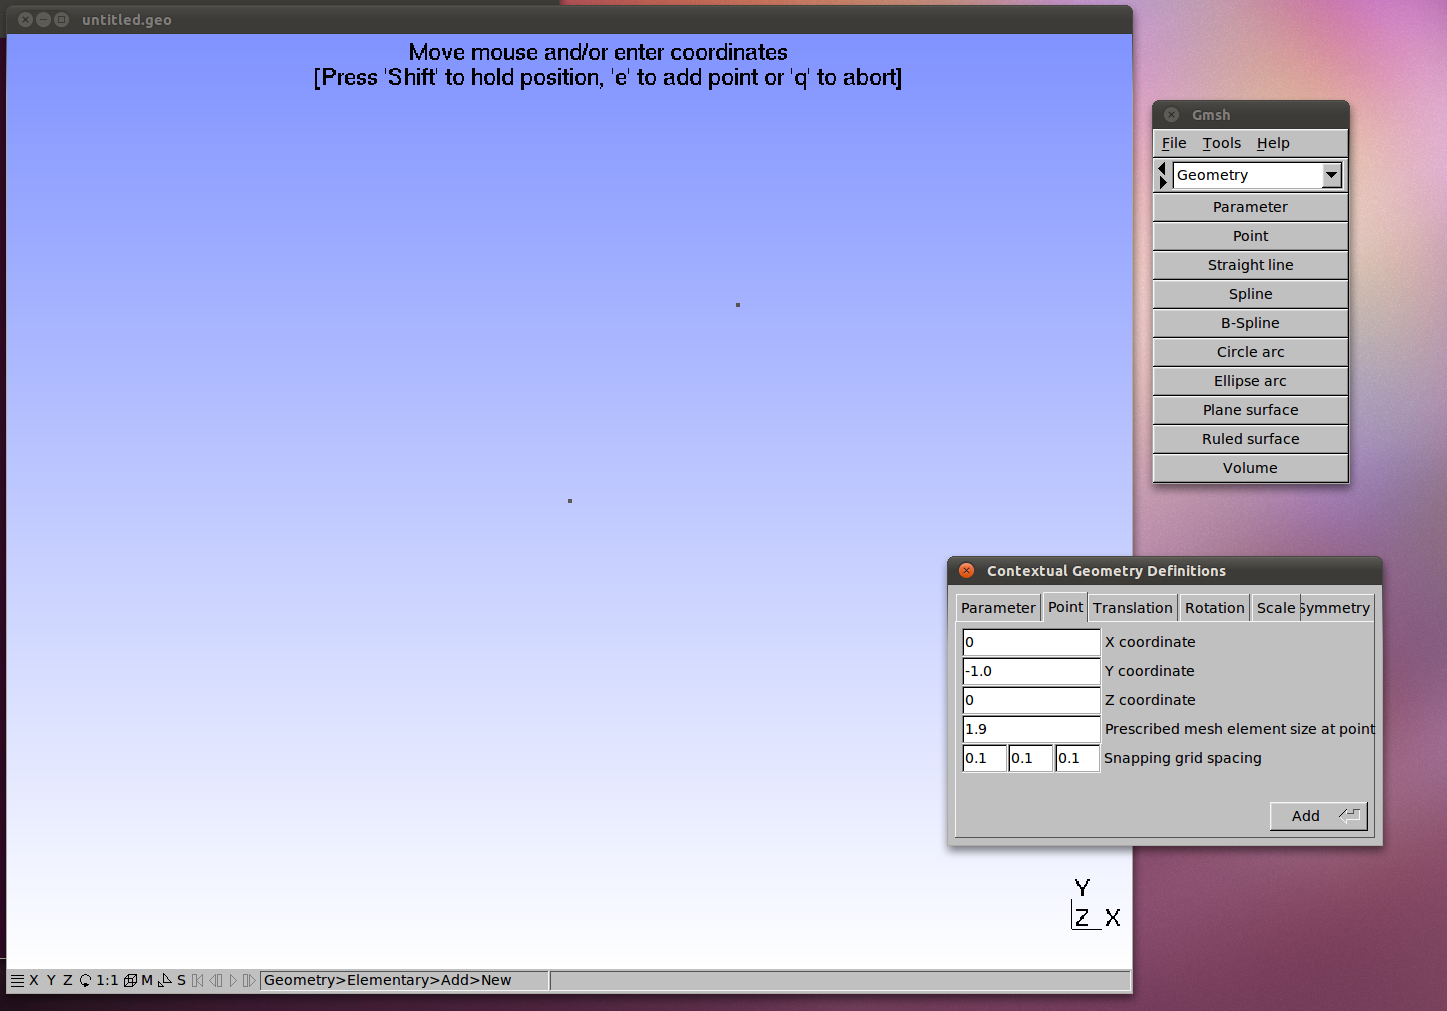 untitled.geo
Move mouse and/or enter coordinates
[Press 'Shift' to hold position, 'e' to add point or 'q' to abort]
Gmsh
File Tools Help
Geometry
Parameter
Point
Straight line
Spline
B-Spline
Circle arc
Ellipse arc
Plane surface
Ruled surface
Volume
Contextual Geometry Definitions
Parameter Point Translation Rotation Scale Symmetry
0 X coordinate
-1.0 Y coordinate
0 Z coordinate
1.9 Prescribed mesh element size at point
0.1 0.1 0.1 Snapping grid spacing
Add
Y
Z X
X Y Z 1:1 M S Geometry>Elementary>Add>New